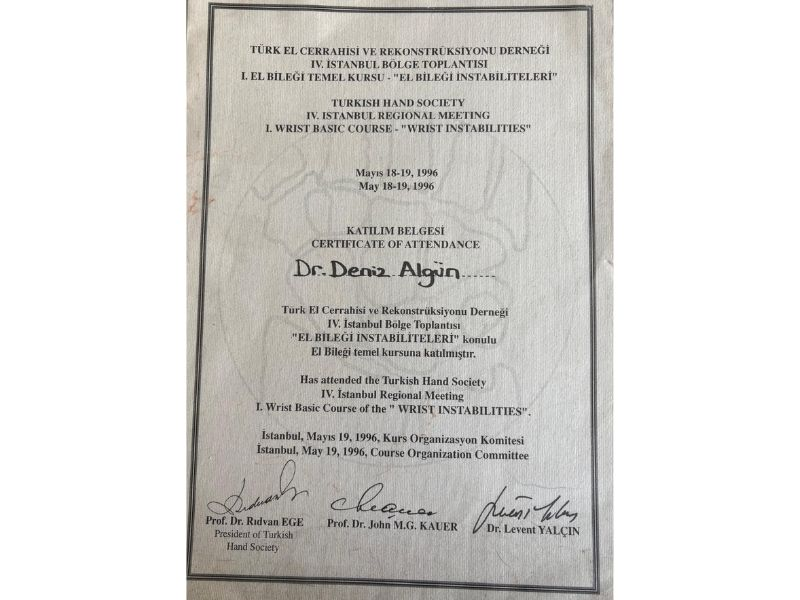 TÜRK EL CERRAHİSİ VE REKONSTRÜKSİYONU DERNEĞİ
IV. İSTANBUL BÖLGE TOPLANTISI
I. EL BİLEĞİ TEMEL KURSU - "EL BİLEĞİ İNSTABİLİTELERİ"
TURKISH HAND SOCIETY
IV. ISTANBUL REGIONAL MEETING
I. WRIST BASIC COURSE - "WRIST INSTABILITIES"
Mayıs 18-19, 1996
May 18-19, 1996
KATILIM BELGESİ
CERTIFICATE OF ATTENDANCE
Dr. Deniz Algün
Türk El Cerrahisi ve Rekonstrüksiyonu Derneği
IV. İstanbul Bölge Toplantısı
"EL BİLEĞİ İNSTABİLİTELERİ" konulu
El Bileği temel kursuna katılmıştır.
Has attended the Turkish Hand Society
IV. İstanbul Regional Meeting
I. Wrist Basic Course of the " WRIST INSTABILITIES".
İstanbul, Mayıs 19, 1996, Kurs Organizasyon Komitesi
İstanbul, May 19, 1996, Course Organization Committee
Prof. Dr. Rıdvan EGE
President of Turkish
Hand Society
Prof. Dr. John M.G. KAUER
Dr. Levent YALÇIN